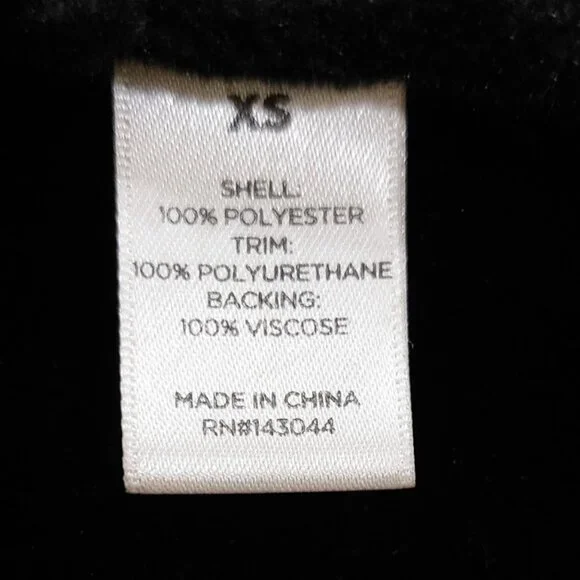 XS
SHELL:
100% POLYESTER
TRIM:
100% POLYURETHANE
BACKING:
100% VISCOSE
MADE IN CHINA
RN#143044